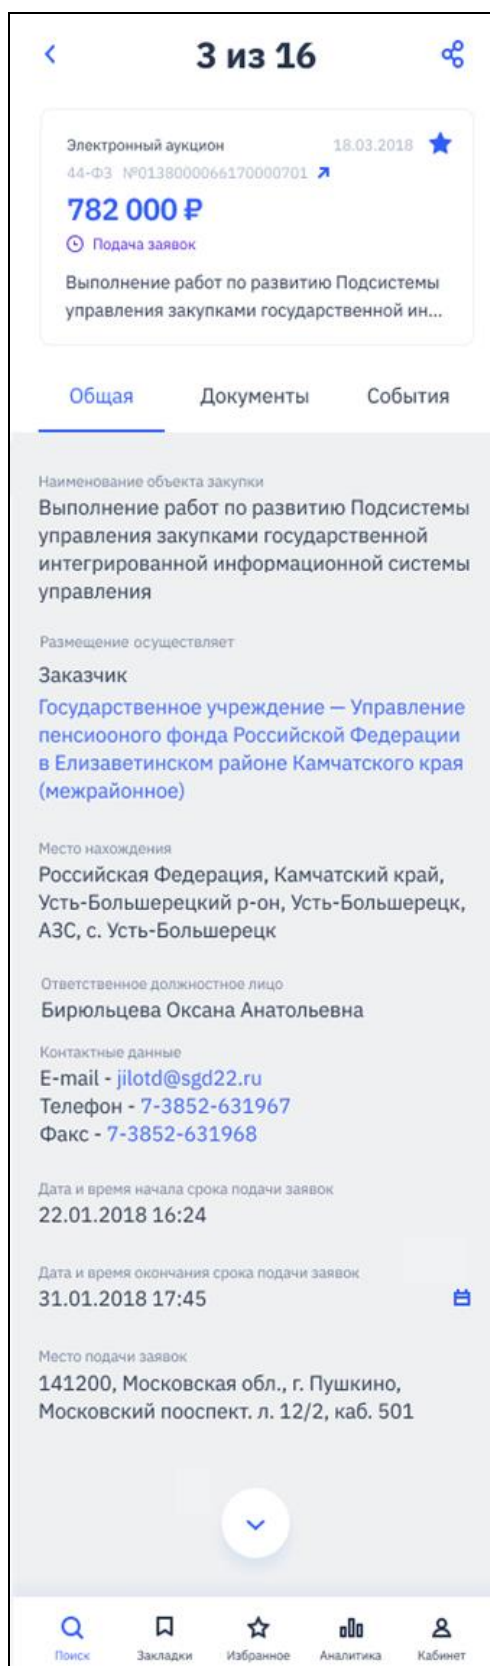 3 из 16
Электронный аукцион 18.03.2018
44-ФЗ №0138000066170000701
782 000 ₽
Подача заявок
Выполнение работ по развитию Подсистемы
управления закупками государственной ин...
Общая Документы События
Наименование объекта закупки
Выполнение работ по развитию Подсистемы
управления закупками государственной
интегрированной информационной системы
управления
Размещение осуществляет
Заказчик
Государственное учреждение — Управление
пенсиооного фонда Российской Федерации
в Елизаветинском районе Камчатского края
(межрайонное)
Место нахождения
Российская Федерация, Камчатский край,
Усть-Большерецкий р-он, Усть-Большерецк,
АЗС, с. Усть-Большерецк
Ответственное должностное лицо
Бирюльцева Оксана Анатольевна
Контактные данные
E-mail - jilotd@sgd22.ru
Телефон - 7-3852-631967
Факс - 7-3852-631968
Дата и время начала срока подачи заявок
22.01.2018 16:24
Дата и время окончания срока подачи заявок
31.01.2018 17:45
Место подачи заявок
141200, Московская обл., г. Пушкино,
Московский пооспект. л. 12/2, каб. 501
Поиск Закладки Избранное Аналитика Кабинет